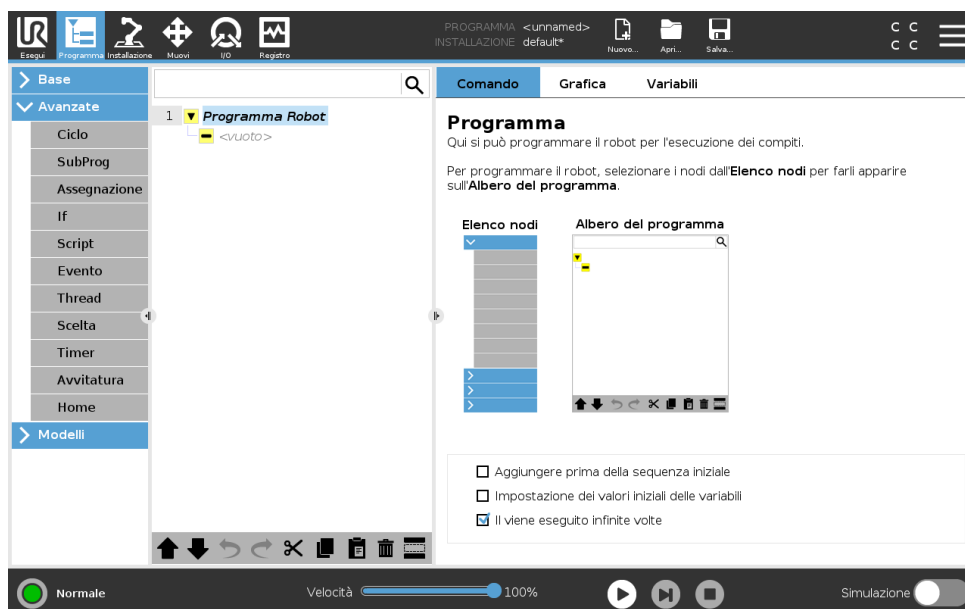 PROGRAMMA <unnamed>
INSTALLAZIONE default*
Esegui Programma Installazione Muovi I/O Registro
Nuovo... Apri... Salva...
C C
C C
Base
Avanzate
Ciclo
SubProg
Assegnazione
If
Script
Evento
Thread
Scelta
Timer
Avvitatura
Home
Modelli
1 Programma Robot
<vuoto>
Comando Grafica Variabili
Programma
Qui si può programmare il robot per l'esecuzione dei compiti.
Per programmare il robot, selezionare i nodi dall'Elenco nodi per farli apparire
sull'Albero del programma.
Elenco nodi Albero del programma
Aggiungere prima della sequenza iniziale
Impostazione dei valori iniziali delle variabili
Il viene eseguito infinite volte
Normale Velocità 100% Simulazione